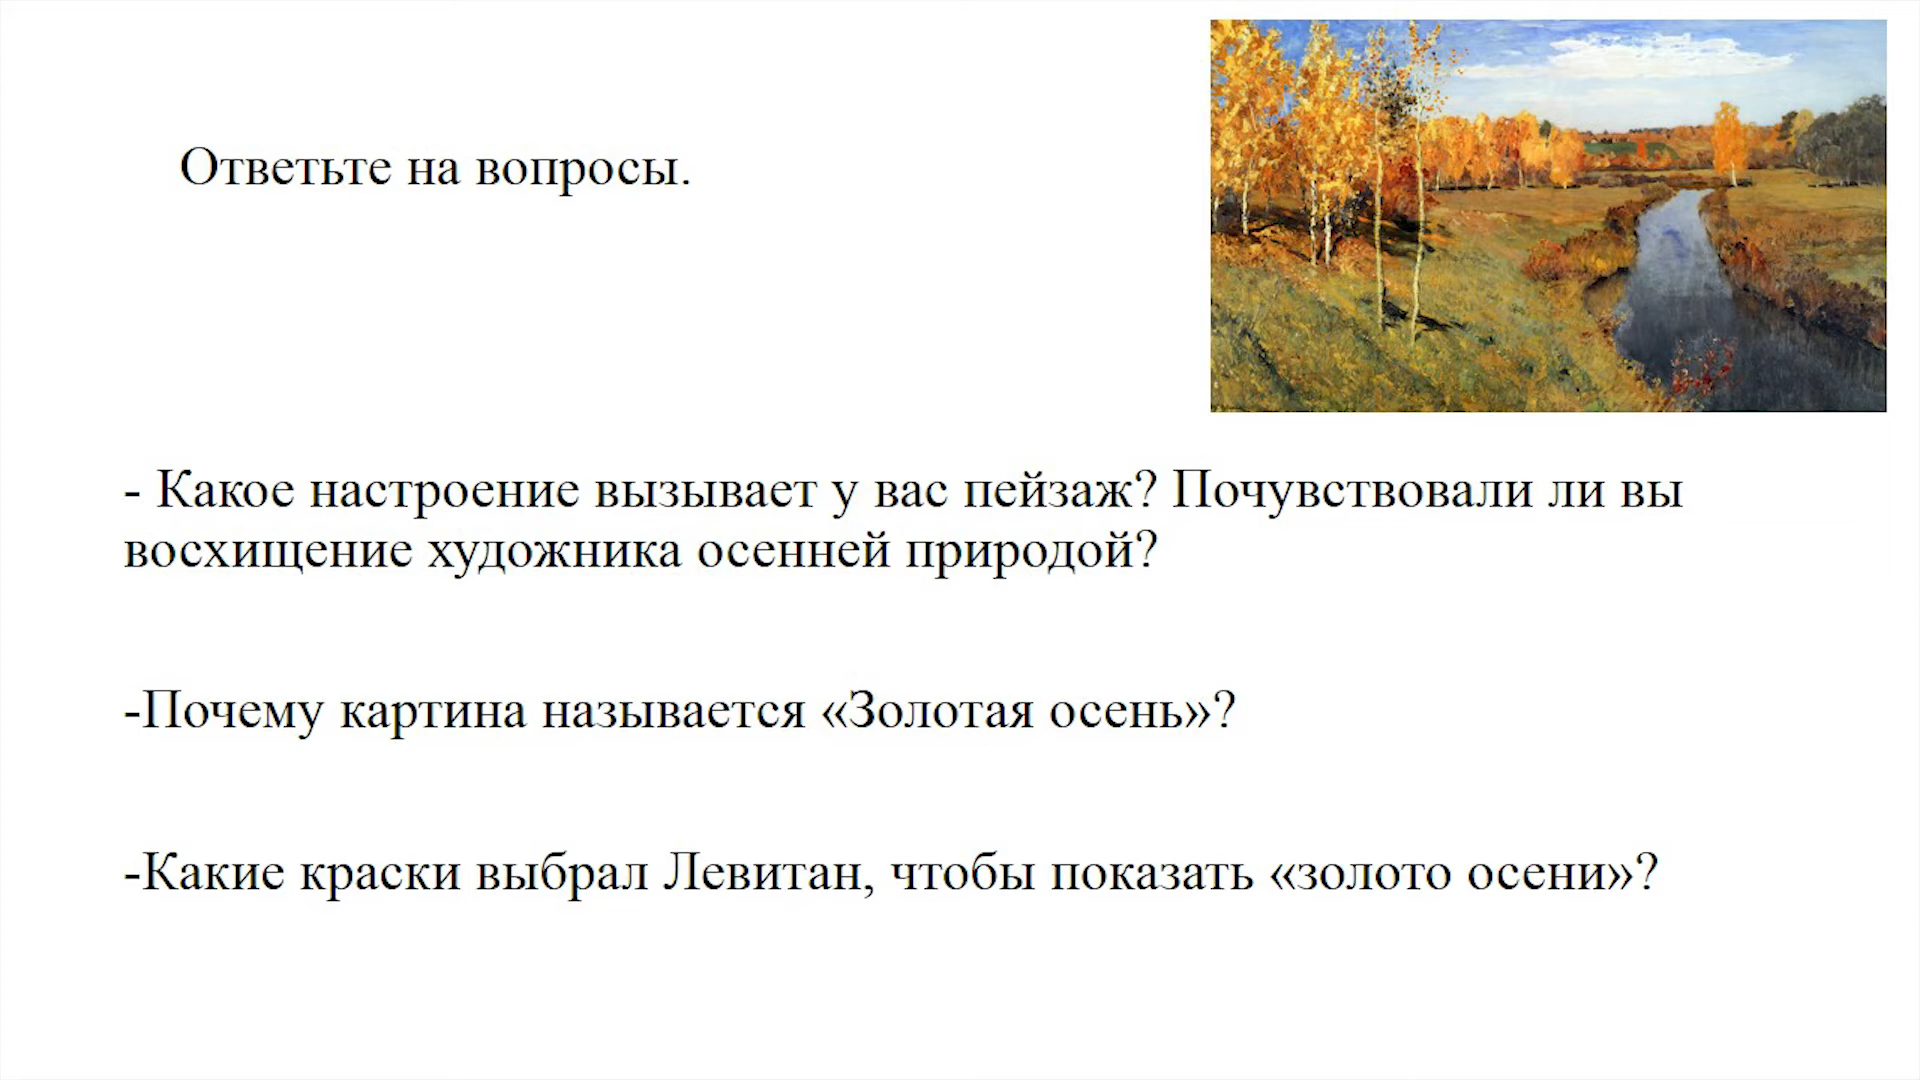 Ответьте на вопросы.
- Какое настроение вызывает у вас пейзаж? Почувствовали ли вы
восхищение художника осенней природой?
-Почему картина называется «Золотая осень»?
-Какие краски выбрал Левитан, чтобы показать «золото осени»?